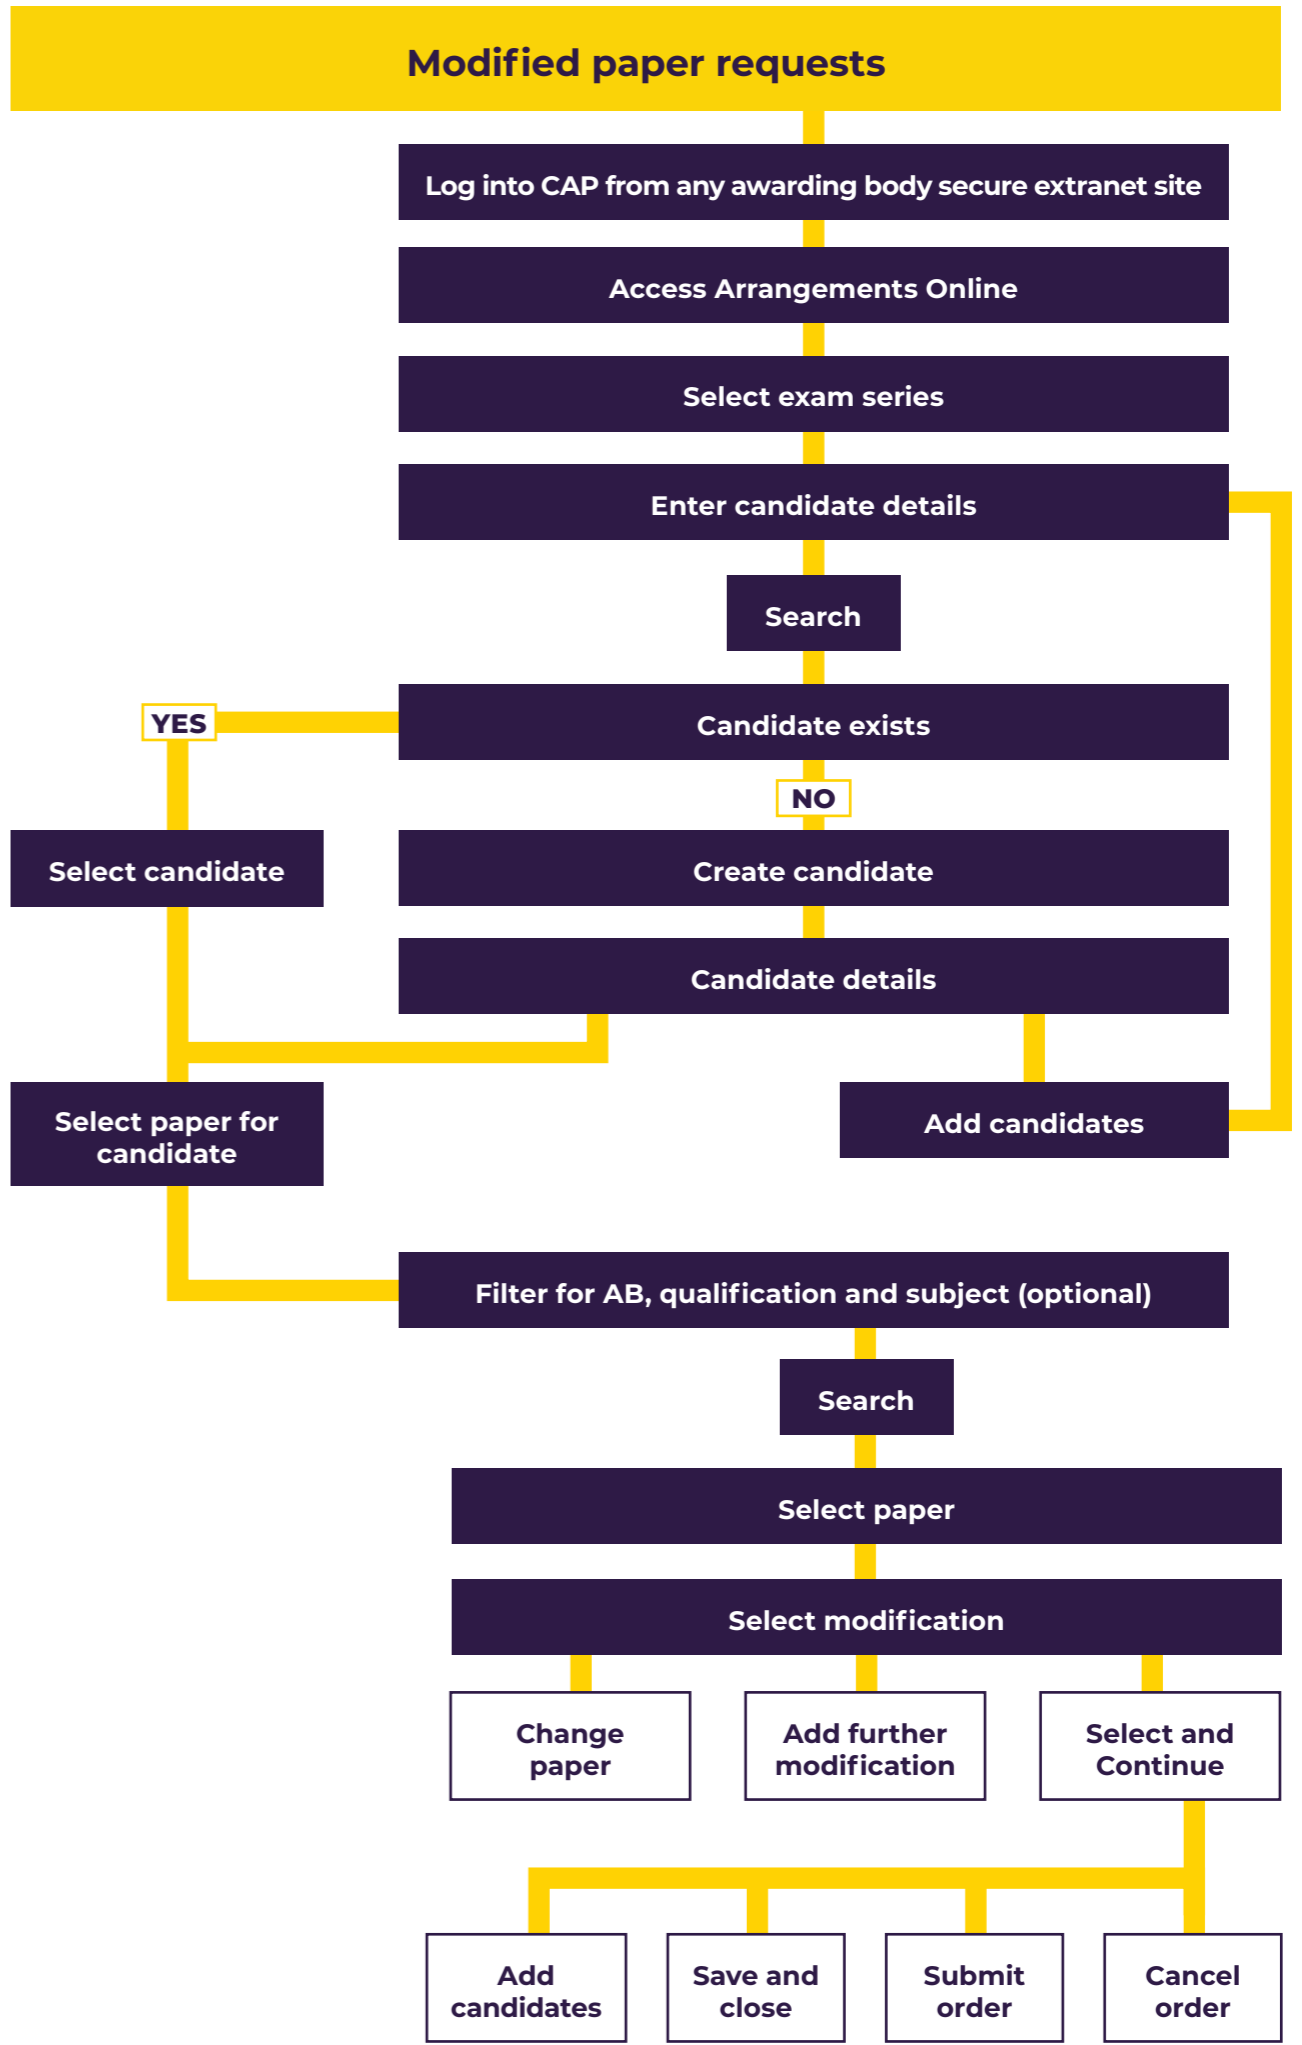 Modified paper requests
Log into CAP from any awarding body secure extranet site
Access Arrangements Online
Select exam series
Enter candidate details
Search
Candidate exists
YES
NO
Select candidate
Create candidate
Candidate details
Select paper for
candidate
Add candidates
Filter for AB, qualification and subject (optional)
Search
Select paper
Select modification
Change
paper
Add further
modification
Select and
Continue
Add
candidates
Save and
close
Submit
order
Cancel
order